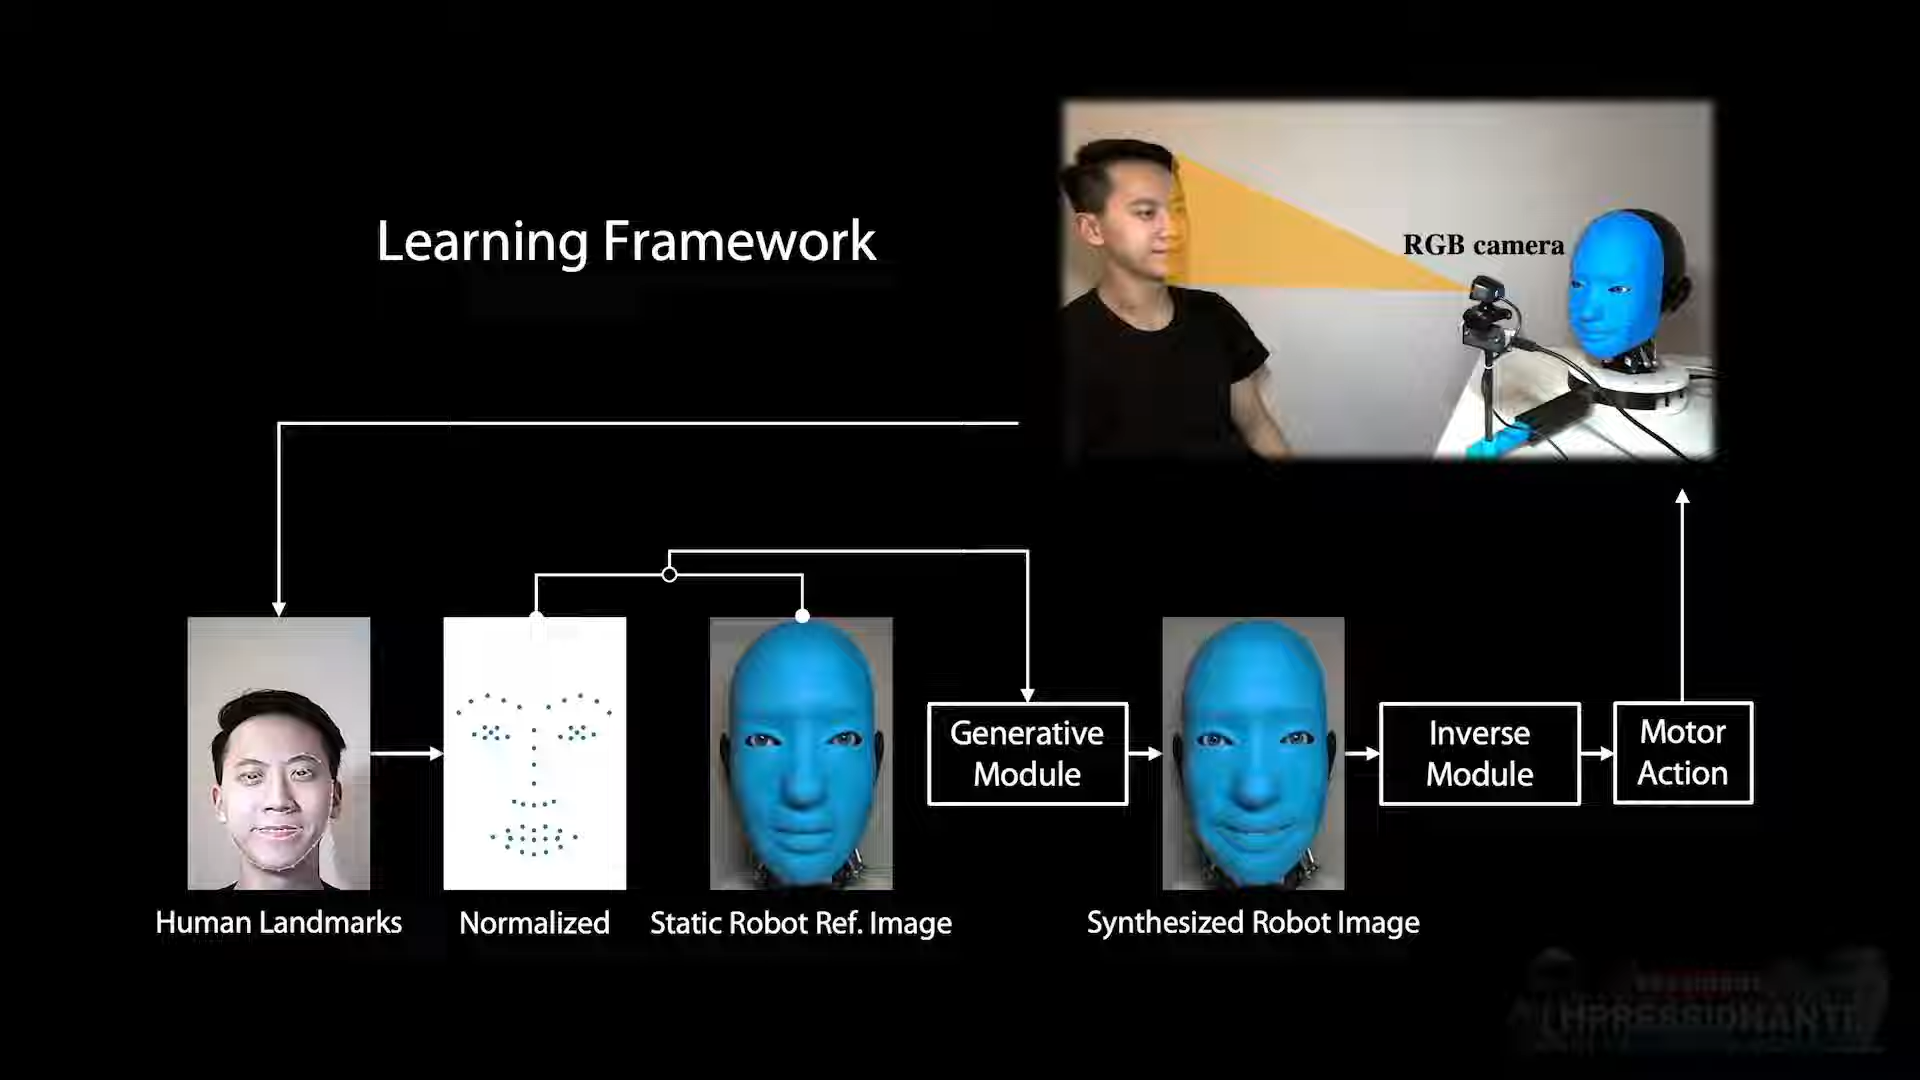 Learning Framework
RGB camera
Generative
Module
Inverse
Module
Motor
Action
Human Landmarks
Normalized
Static Robot Ref. Image
Synthesized Robot Image